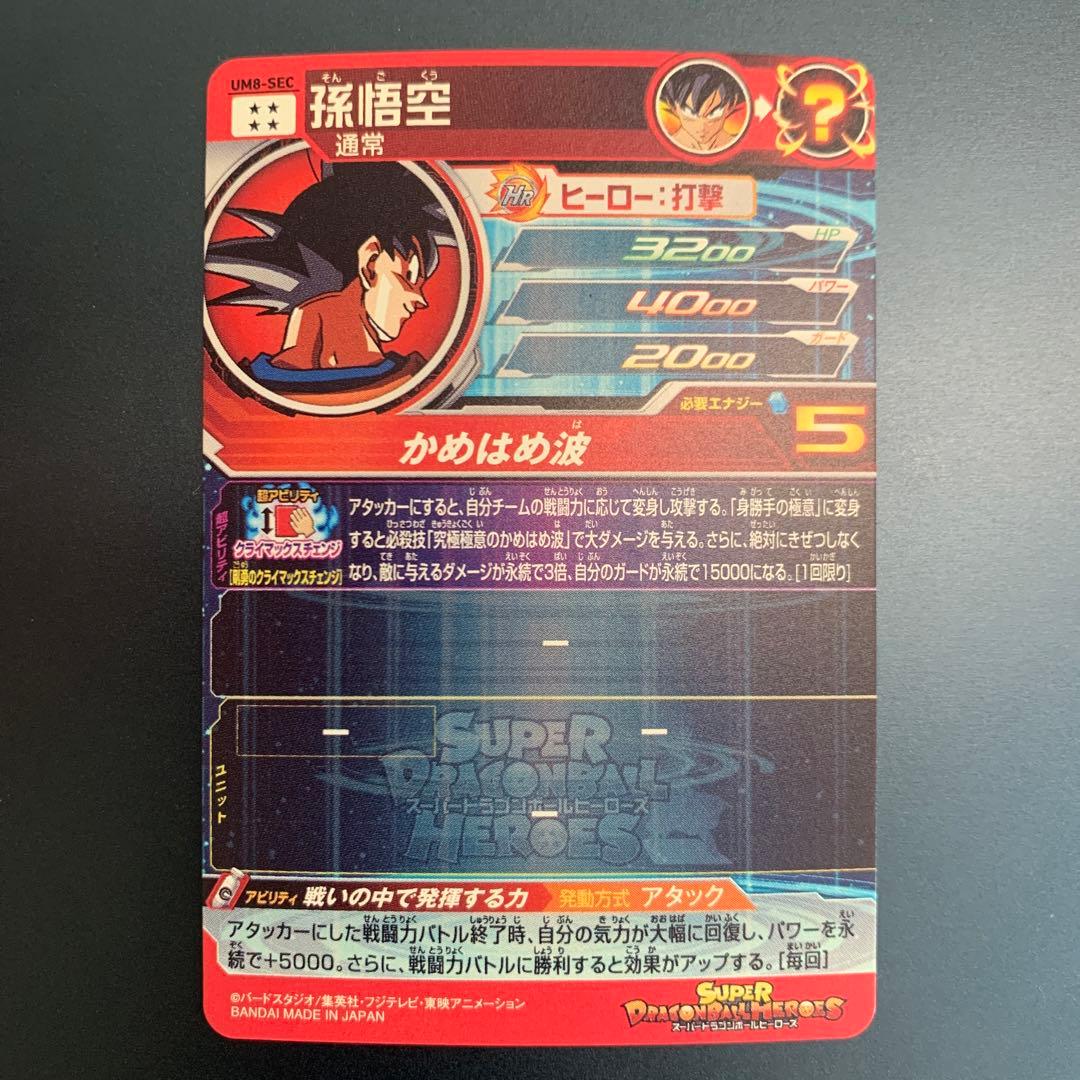 UM8-SEC
孫悟空
そんごくう
通常
?
HR ヒーロー:打撃
HP
3200
パワー
4000
ガード
2000
必要エナジー 5
かめはめ波
は
超アビリティ
超アビリティ
クライマックスチェンジ
[剛勇のクライマックスチェンジ]
アタッカーにすると、自分チームの戦闘力に応じて変身し攻撃する。「身勝手の極意」に変身
すると必殺技「究極極意のかめはめ波」で大ダメージを与える。さらに、絶対にきぜつしなく
なり、敵に与えるダメージが永続で3倍、自分のガードが永続で15000になる。[1回限り]
ー
ユニット
ー ー
ー
SUPER
DRAGONBALL
スーパードラゴンボールヒーローズ
HEROES
アビリティ 戦いの中で発揮する力 発動方式 アタック
アタッカーにした戦闘力バトル終了時、自分の気力が大幅に回復し、パワーを永
続で+5000。さらに、戦闘力バトルに勝利すると効果がアップする。[毎回]
©バードスタジオ/集英社・フジテレビ・東映アニメーション
BANDAI MADE IN JAPAN
SUPER
DRAGONBALL HEROES
スーパードラゴンボールヒーローズ